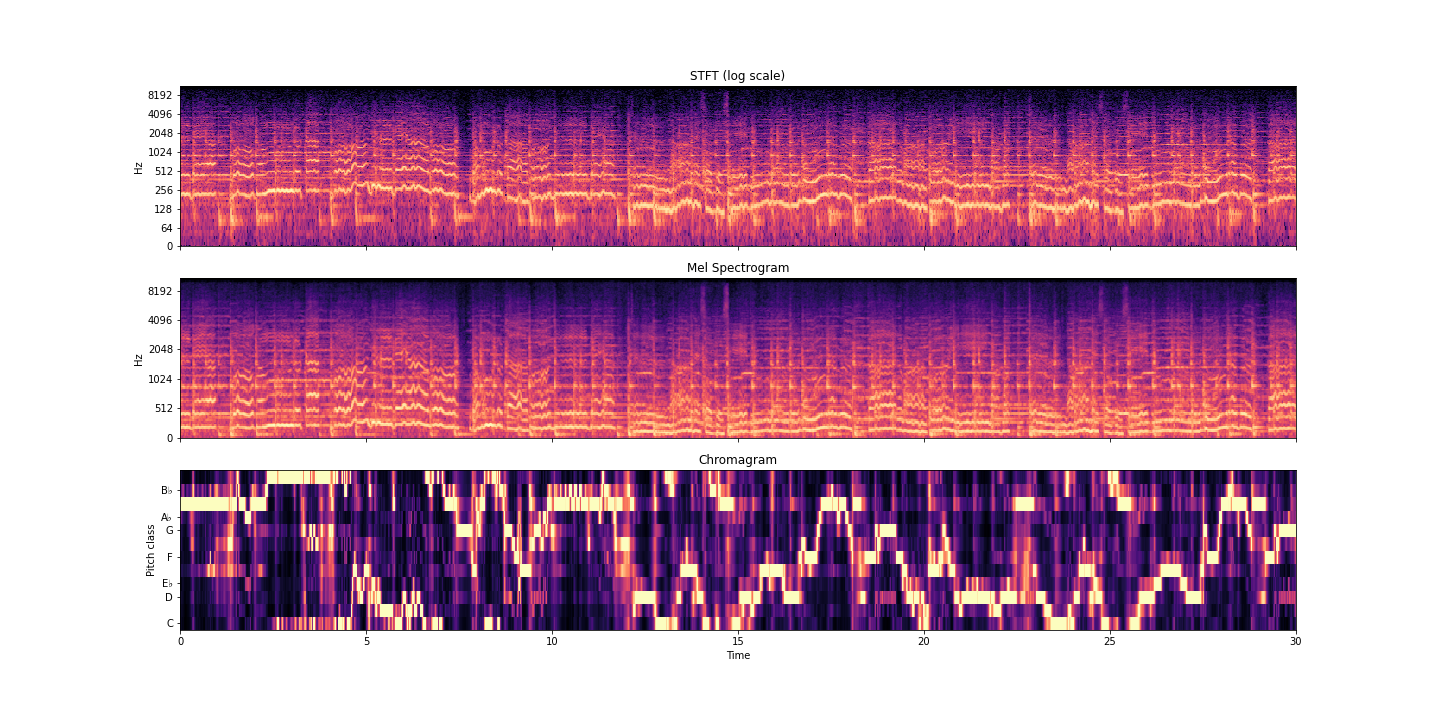 STFT (log scale)
8192
4096
2048
1024
512
256
128
64
0
Hz
Mel Spectrogram
8192
4096
2048
1024
512
0
Hz
Chromagram
B♭
A♭
G
F
E♭
D
C
Pitch class
0 5 10 15 20 25 30
Time